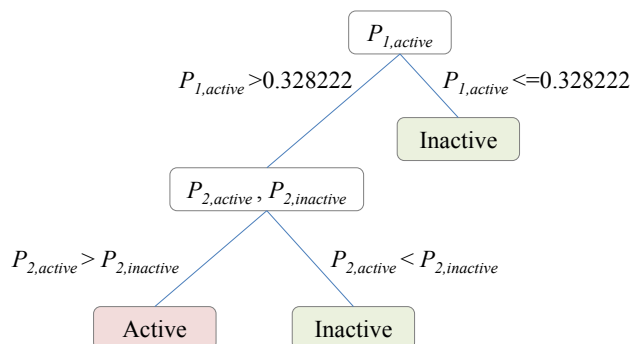 P1,active
P1,active >0.328222
P1,active <=0.328222
Inactive
P2,active , P2,inactive
P2,active > P2,inactive
P2,active < P2,inactive
Active
Inactive